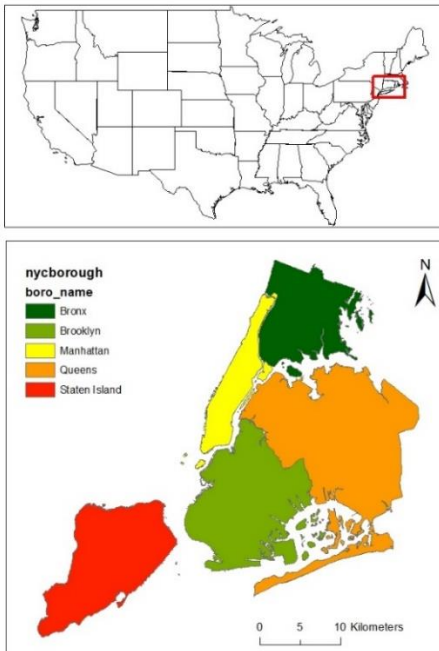 N
nycborough
boro_name
Bronx
Brooklyn
Manhattan
Queens
Staten Island
0 5 10 Kilometers